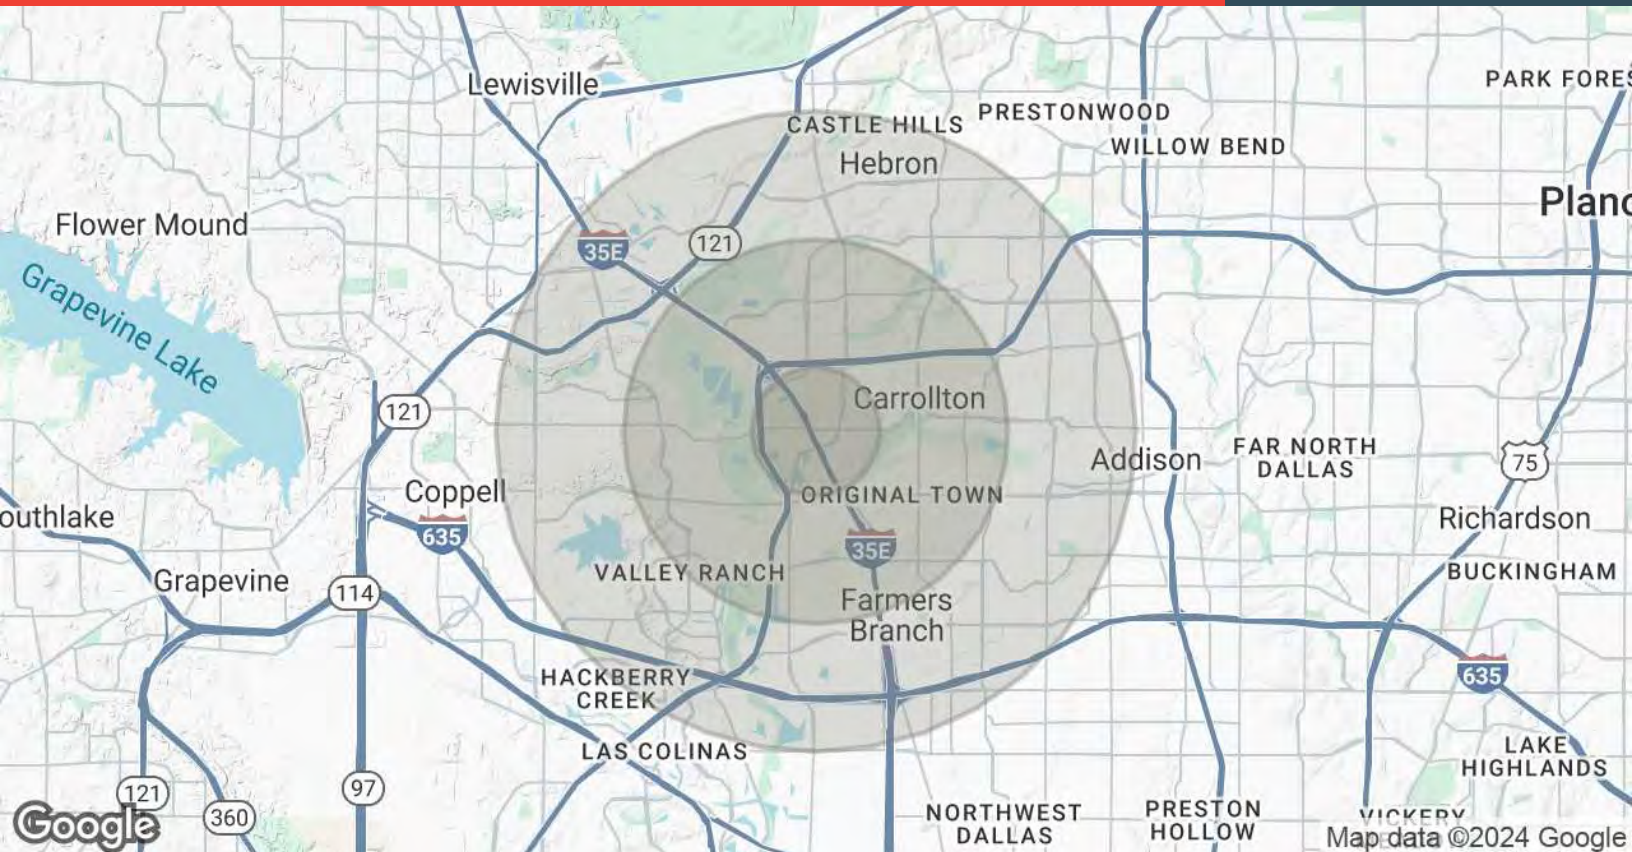 Lewisville
PARK FORES
PRESTONWOOD
CASTLE HILLS
WILLOW BEND
Hebron
Plano
Flower Mound
35E
121
Grapevine Lake
Carrollton
121
FAR NORTH
DALLAS
Addison
75
Coppell
ORIGINAL TOWN
outhlake
Richardson
635
35E
VALLEY RANCH
BUCKINGHAM
Grapevine
114
Farmers
Branch
635
HACKBERRY
CREEK
LAS COLINAS
LAKE
HIGHLANDS
121
97
360
NORTHWEST
DALLAS
PRESTON
HOLLOW
VICKERY
Google
Map data ©2024 Google